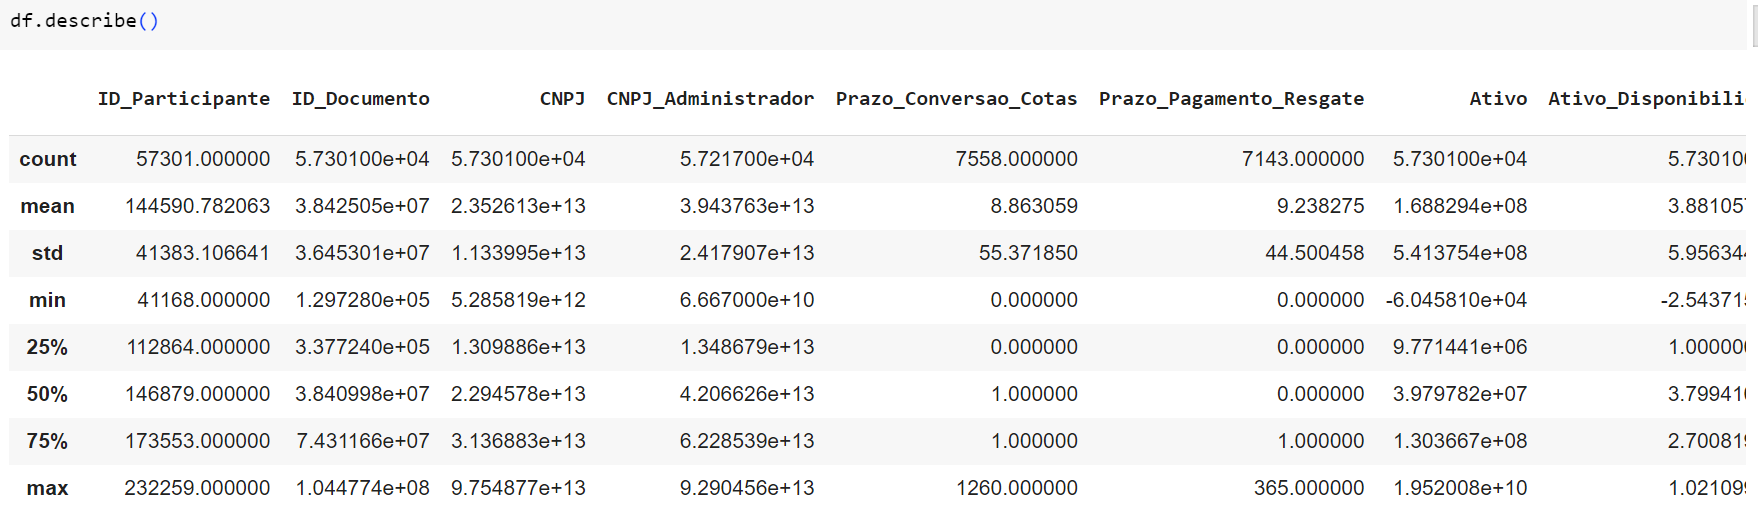 df.describe()
ID_Participante ID_Documento CNPJ CNPJ_Administrador Prazo_Conversao_Cotas Prazo_Pagamento_Resgate Ativo Ativo_Disponibili
count 57301.000000 5.730100e+04 5.730100e+04 5.721700e+04 7558.000000 7143.000000 5.730100e+04 5.730100
mean 144590.782063 3.842505e+07 2.352613e+13 3.943763e+13 8.863059 9.238275 1.688294e+08 3.881057
std 41383.106641 3.645301e+07 1.133995e+13 2.417907e+13 55.371850 44.500458 5.413754e+08 5.956344
min 41168.000000 1.297280e+05 5.285819e+12 6.667000e+10 0.000000 0.000000 -6.045810e+04 -2.543715
25% 112864.000000 3.377240e+05 1.309886e+13 1.348679e+13 0.000000 0.000000 9.771441e+06 1.000000
50% 146879.000000 3.840998e+07 2.294578e+13 4.206626e+13 1.000000 0.000000 3.979782e+07 3.799410
75% 173553.000000 7.431166e+07 3.136883e+13 6.228539e+13 1.000000 1.000000 1.303667e+08 2.700819
max 232259.000000 1.044774e+08 9.754877e+13 9.290456e+13 1260.000000 365.000000 1.952008e+10 1.021099